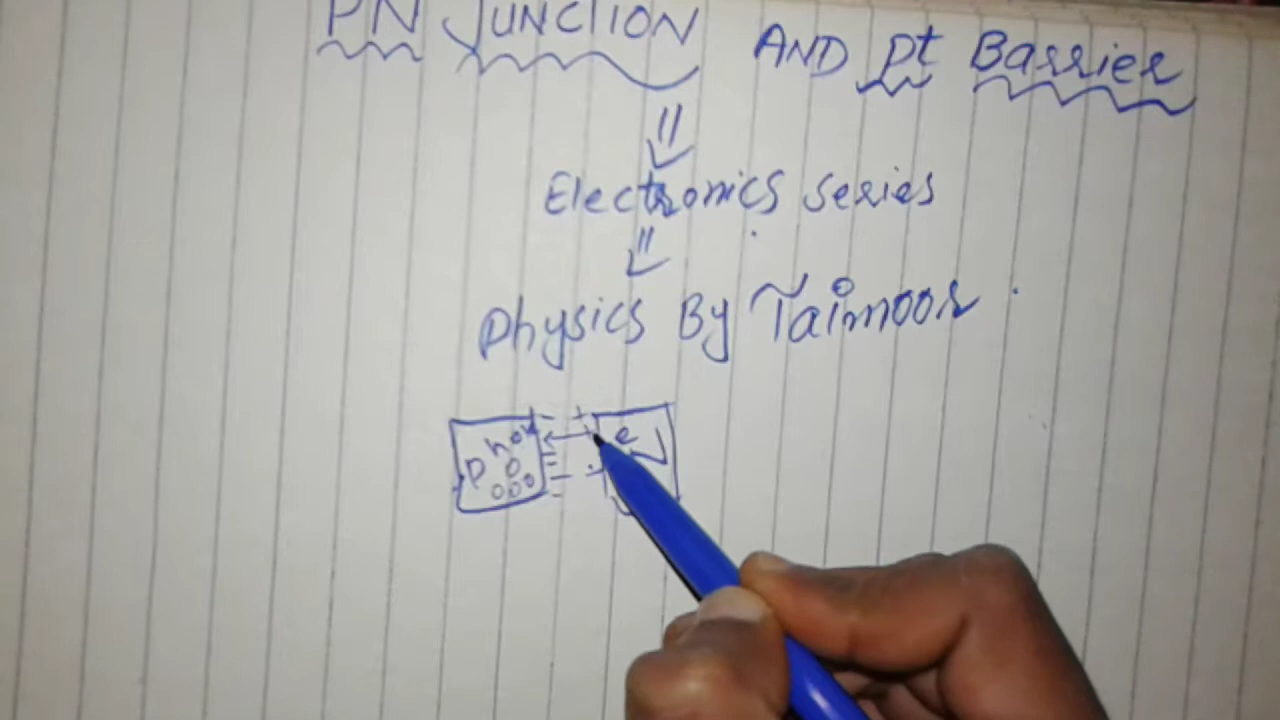 PN JUNCTION AND Pt Barrier
Electronics series
Physics By Taimoor
P
e